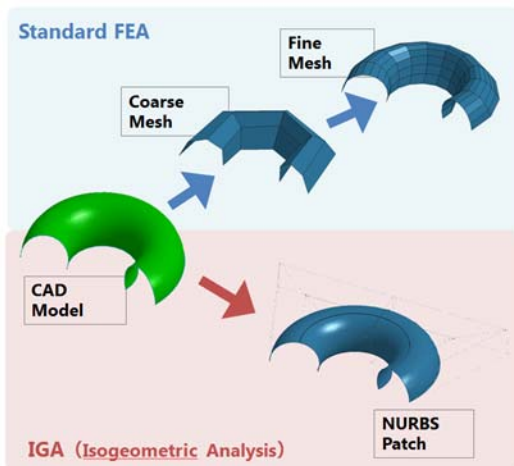 Standard FEA
Fine
Mesh
Coarse
Mesh
CAD
Model
NURBS
Patch
IGA（Isogeometric Analysis）